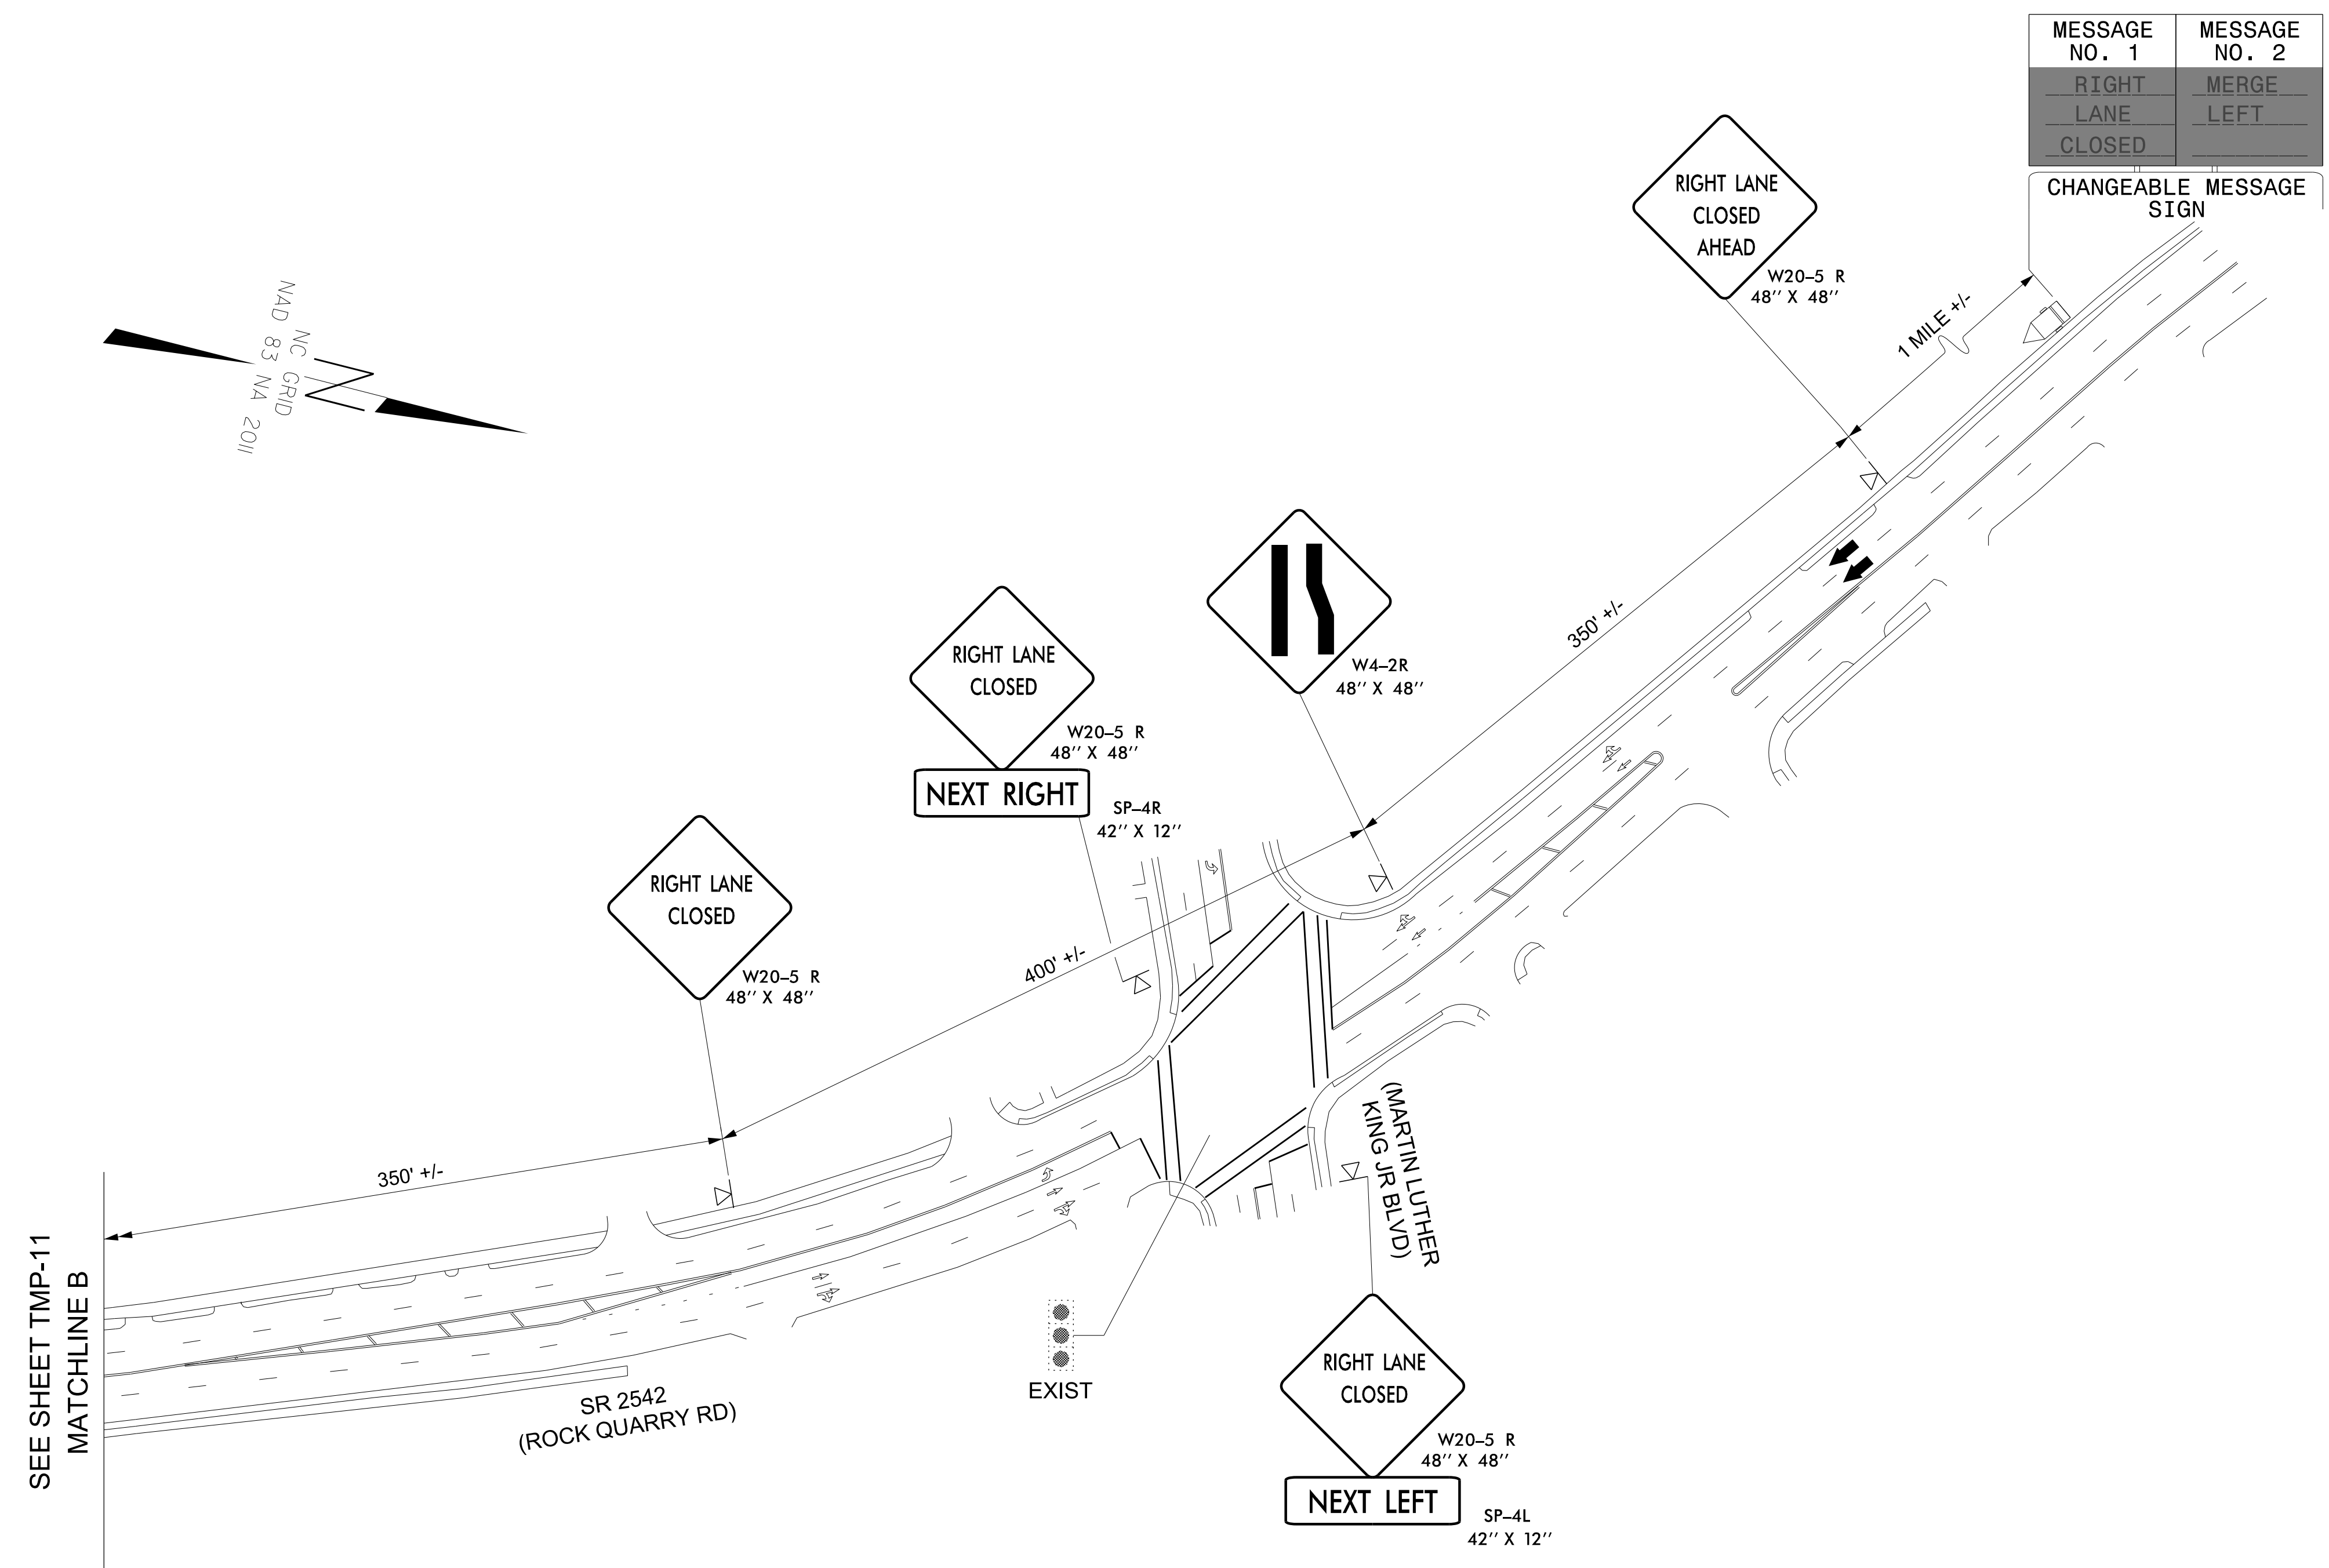 MESSAGE
NO. 1
MESSAGE
NO. 2
RIGHT
LANE
CLOSED
MERGE
LEFT
CHANGEABLE MESSAGE
SIGN
RIGHT LANE
CLOSED
AHEAD
W20–5 R
48'' X 48''
1 MILE +/-
NC GRID
NAD 83 NA 2011
350' +/-
W4–2R
48'' X 48''
RIGHT LANE
CLOSED
W20–5 R
48'' X 48''
NEXT RIGHT
SP–4R
42'' X 12''
RIGHT LANE
CLOSED
W20–5 R
48'' X 48''
400' +/-
350' +/-
(MARTIN LUTHER
KING JR BLVD)
SEE SHEET TMP-11
MATCHLINE B
SR 2542
(ROCK QUARRY RD)
EXIST
RIGHT LANE
CLOSED
W20–5 R
48'' X 48''
NEXT LEFT
SP–4L
42'' X 12''